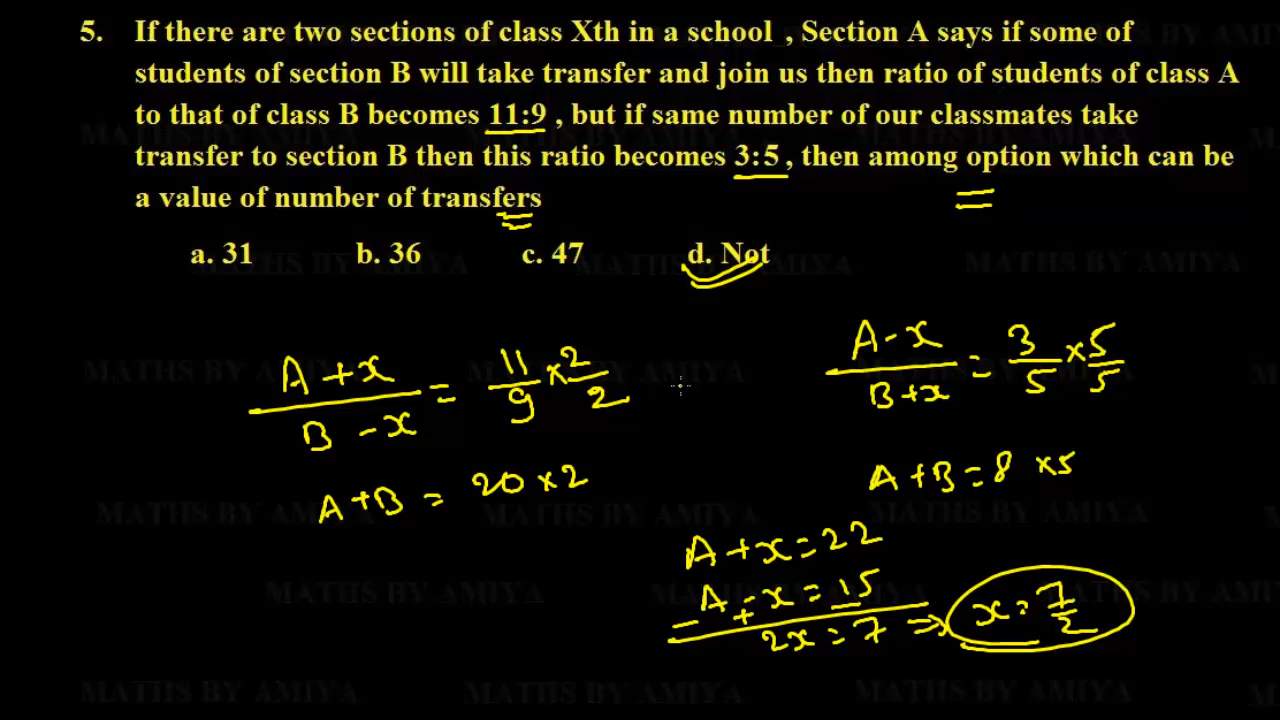 5. If there are two sections of class Xth in a school , Section A says if some of
students of section B will take transfer and join us then ratio of students of class A
to that of class B becomes 11:9 , but if same number of our classmates take
transfer to section B then this ratio becomes 3:5 , then among option which can be
a value of number of transfers
a. 31 b. 36 c. 47 d. Not
A + x / B - x = 11/9 × 2/2
A - x / B + x = 3/5 × 5/5
A + B = 20 × 2
A + B = 8 × 5
A + x = 22
A - x = 15
2x = 7 ⇒ x = 7/2
MATHS BY AMIYA